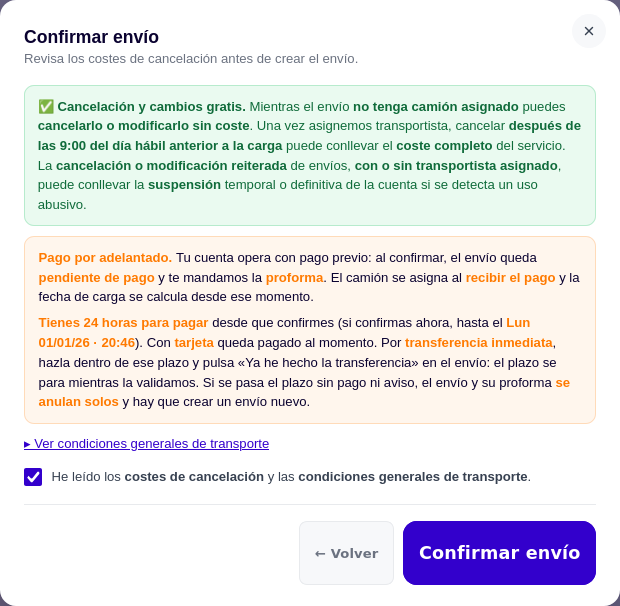 Confirmar envío
×
Revisa los costes de cancelación antes de crear el envío.
✅ Cancelación y cambios gratis. Mientras el envío no tenga camión asignado puedes
cancelarlo o modificarlo sin coste. Una vez asignemos transportista, cancelar después de
las 9:00 del día hábil anterior a la carga puede conllevar el coste completo del servicio.
La cancelación o modificación reiterada de envíos, con o sin transportista asignado,
puede conllevar la suspensión temporal o definitiva de la cuenta si se detecta un uso
abusivo.
Pago por adelantado. Tu cuenta opera con pago previo: al confirmar, el envío queda
pendiente de pago y te mandamos la proforma. El camión se asigna al recibir el pago y la
fecha de carga se calcula desde ese momento.
Tienes 24 horas para pagar desde que confirmes (si confirmas ahora, hasta el Lun
01/01/26 · 20:46). Con tarjeta queda pagado al momento. Por transferencia inmediata,
hazla dentro de ese plazo y pulsa «Ya he hecho la transferencia» en el envío: el plazo se
para mientras la validamos. Si se pasa el plazo sin pago ni aviso, el envío y su proforma se
anulan solos y hay que crear un envío nuevo.
▸ Ver condiciones generales de transporte
He leído los costes de cancelación y las condiciones generales de transporte.
← Volver
Confirmar envío